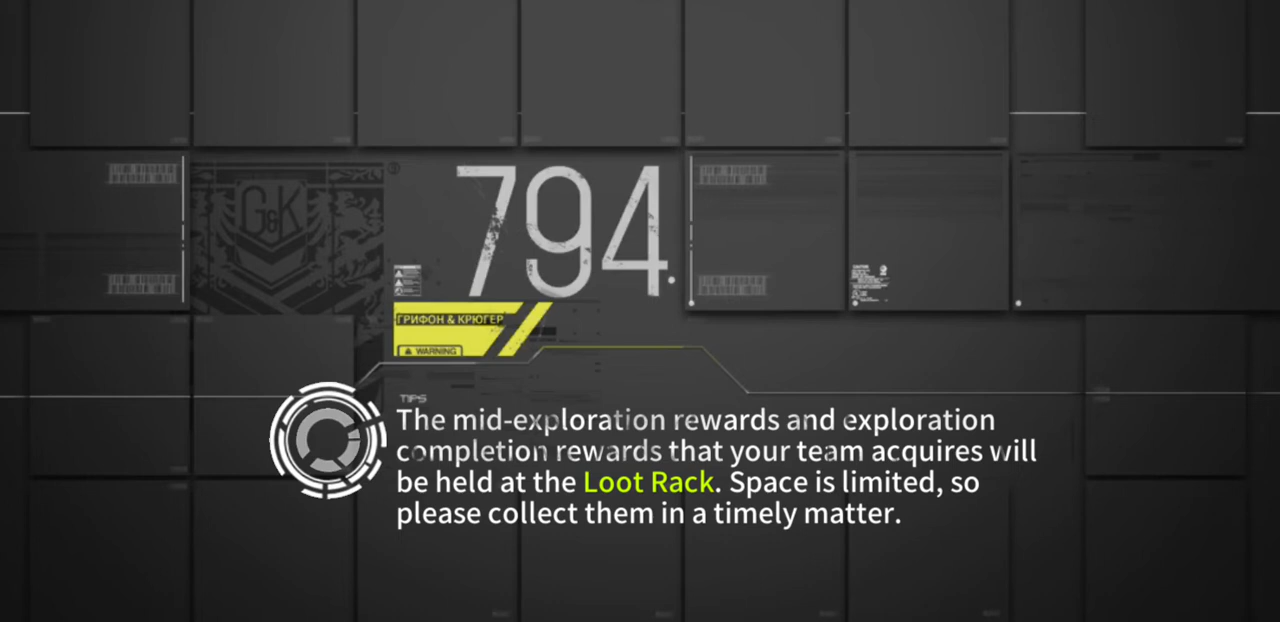 G&K
794.
ГРИФОН & КРЮГЕР
WARNING
TIPS
The mid-exploration rewards and exploration
completion rewards that your team acquires will
be held at the Loot Rack. Space is limited, so
please collect them in a timely matter.